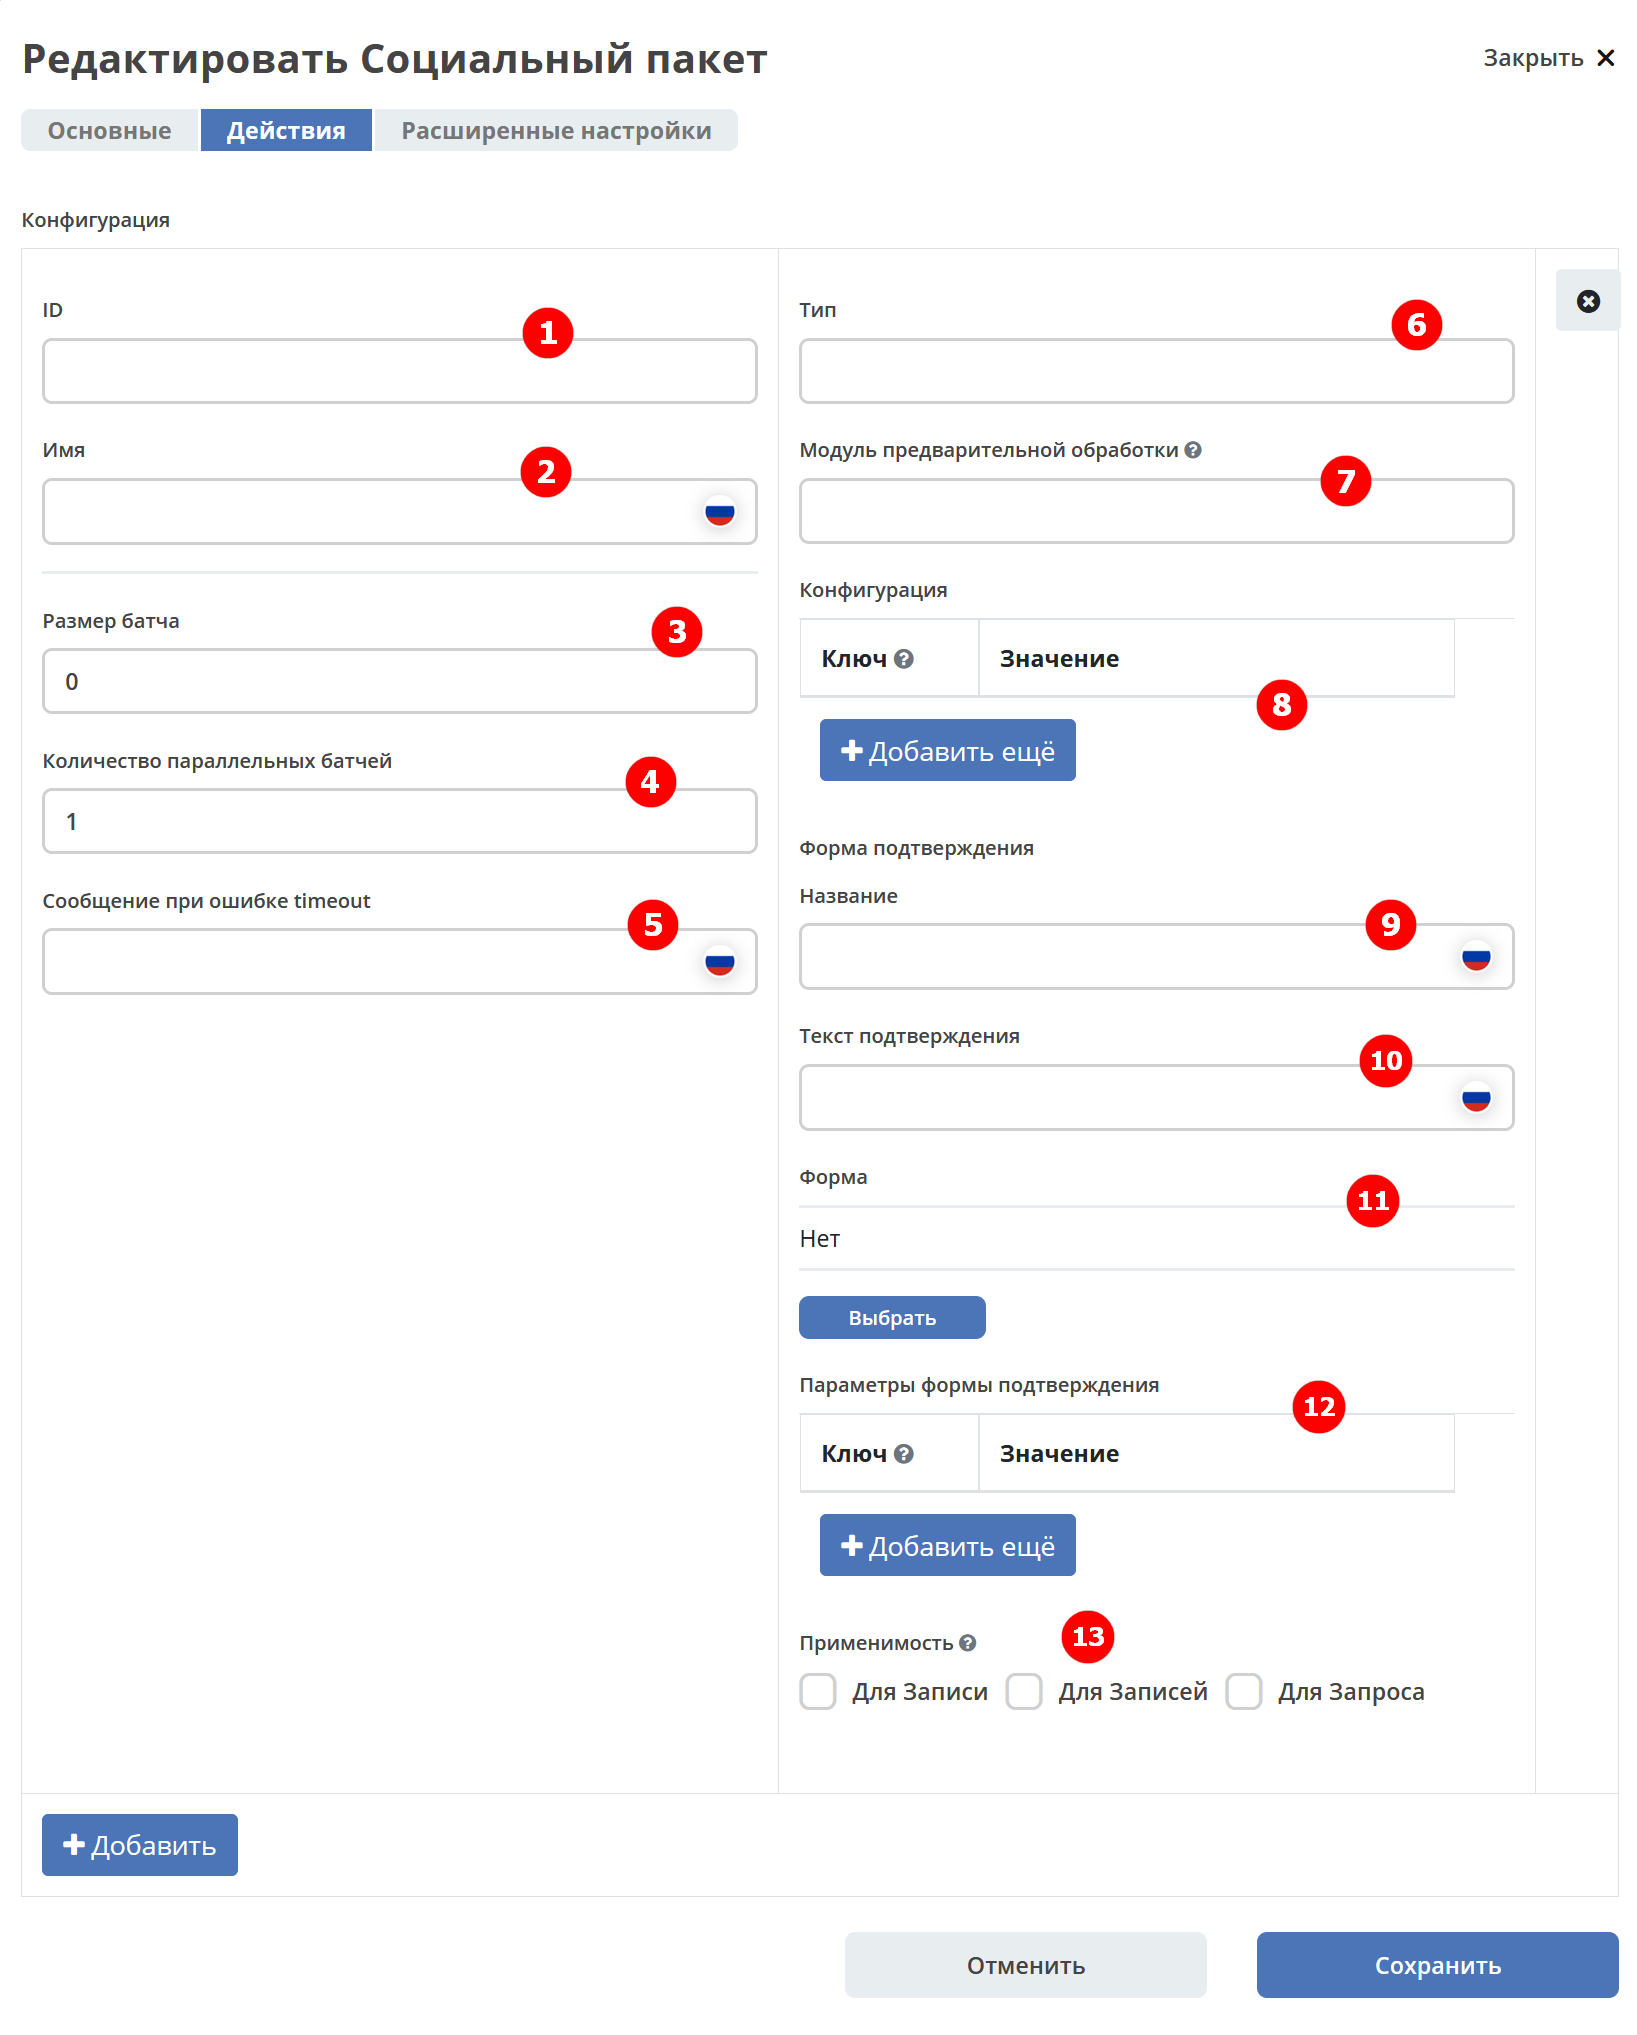 Редактировать Социальный пакет
Закрыть
Основные
Действия
Расширенные настройки
Конфигурация
ID
1
Имя
2
Размер батча
3
0
Количество параллельных батчей
4
1
Сообщение при ошибке timeout
5
Тип
6
Модуль предварительной обработки
7
Конфигурация
Ключ
Значение
8
Добавить ещё
Форма подтверждения
Название
9
Текст подтверждения
10
Форма
11
Нет
Выбрать
Параметры формы подтверждения
12
Ключ
Значение
Добавить ещё
Применимость
13
Для Записи
Для Записей
Для Запроса
Добавить
Отменить
Сохранить